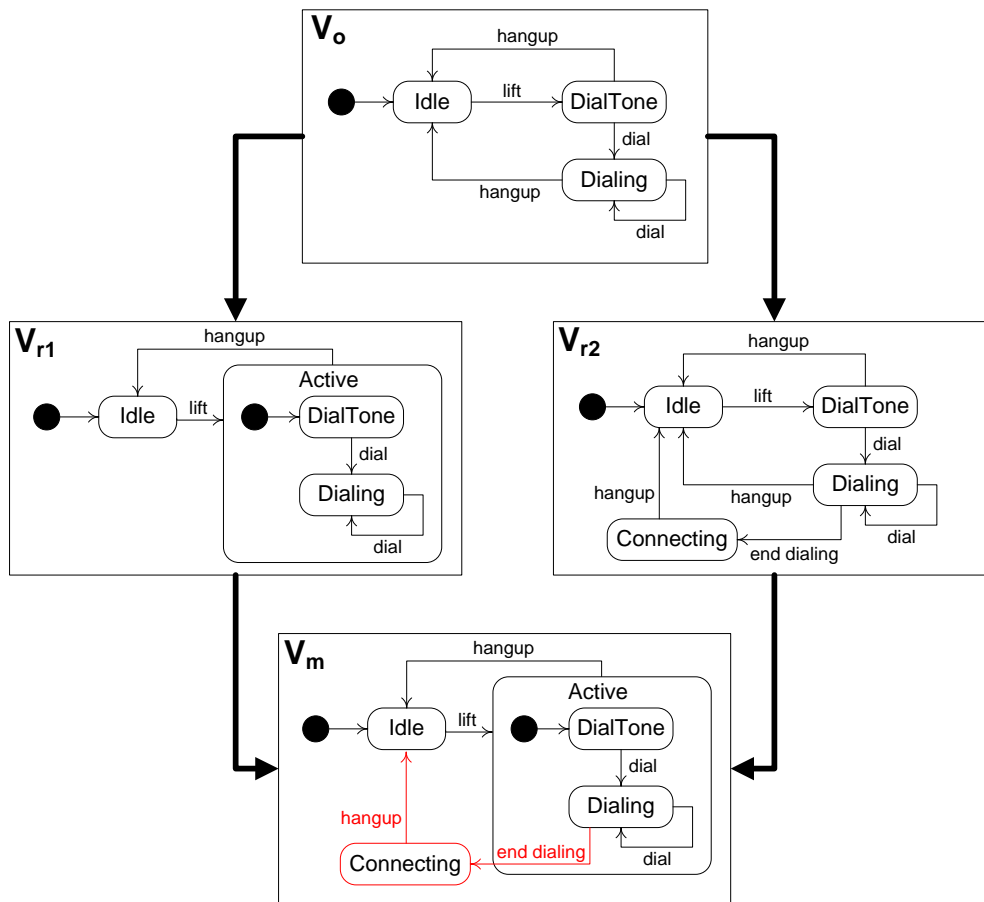 Vo
hangup
Idle
lift
DialTone
dial
Dialing
hangup
dial
Vr1
hangup
Active
Idle
lift
DialTone
dial
Dialing
dial
Vr2
hangup
Idle
lift
DialTone
dial
Dialing
hangup
hangup
dial
Connecting
end dialing
Vm
hangup
Active
Idle
lift
DialTone
dial
Dialing
hangup
end dialing
dial
Connecting